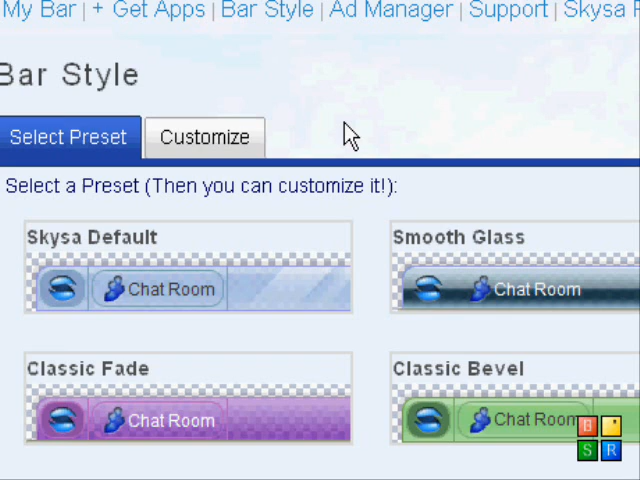 My Bar | + Get Apps | Bar Style | Ad Manager | Support | Skysa
Bar Style
Select Preset Customize
Select a Preset (Then you can customize it!):
Skysa Default Smooth Glass
Chat Room Chat Room
Classic Fade Classic Bevel
Chat Room Chat Room
B
S R